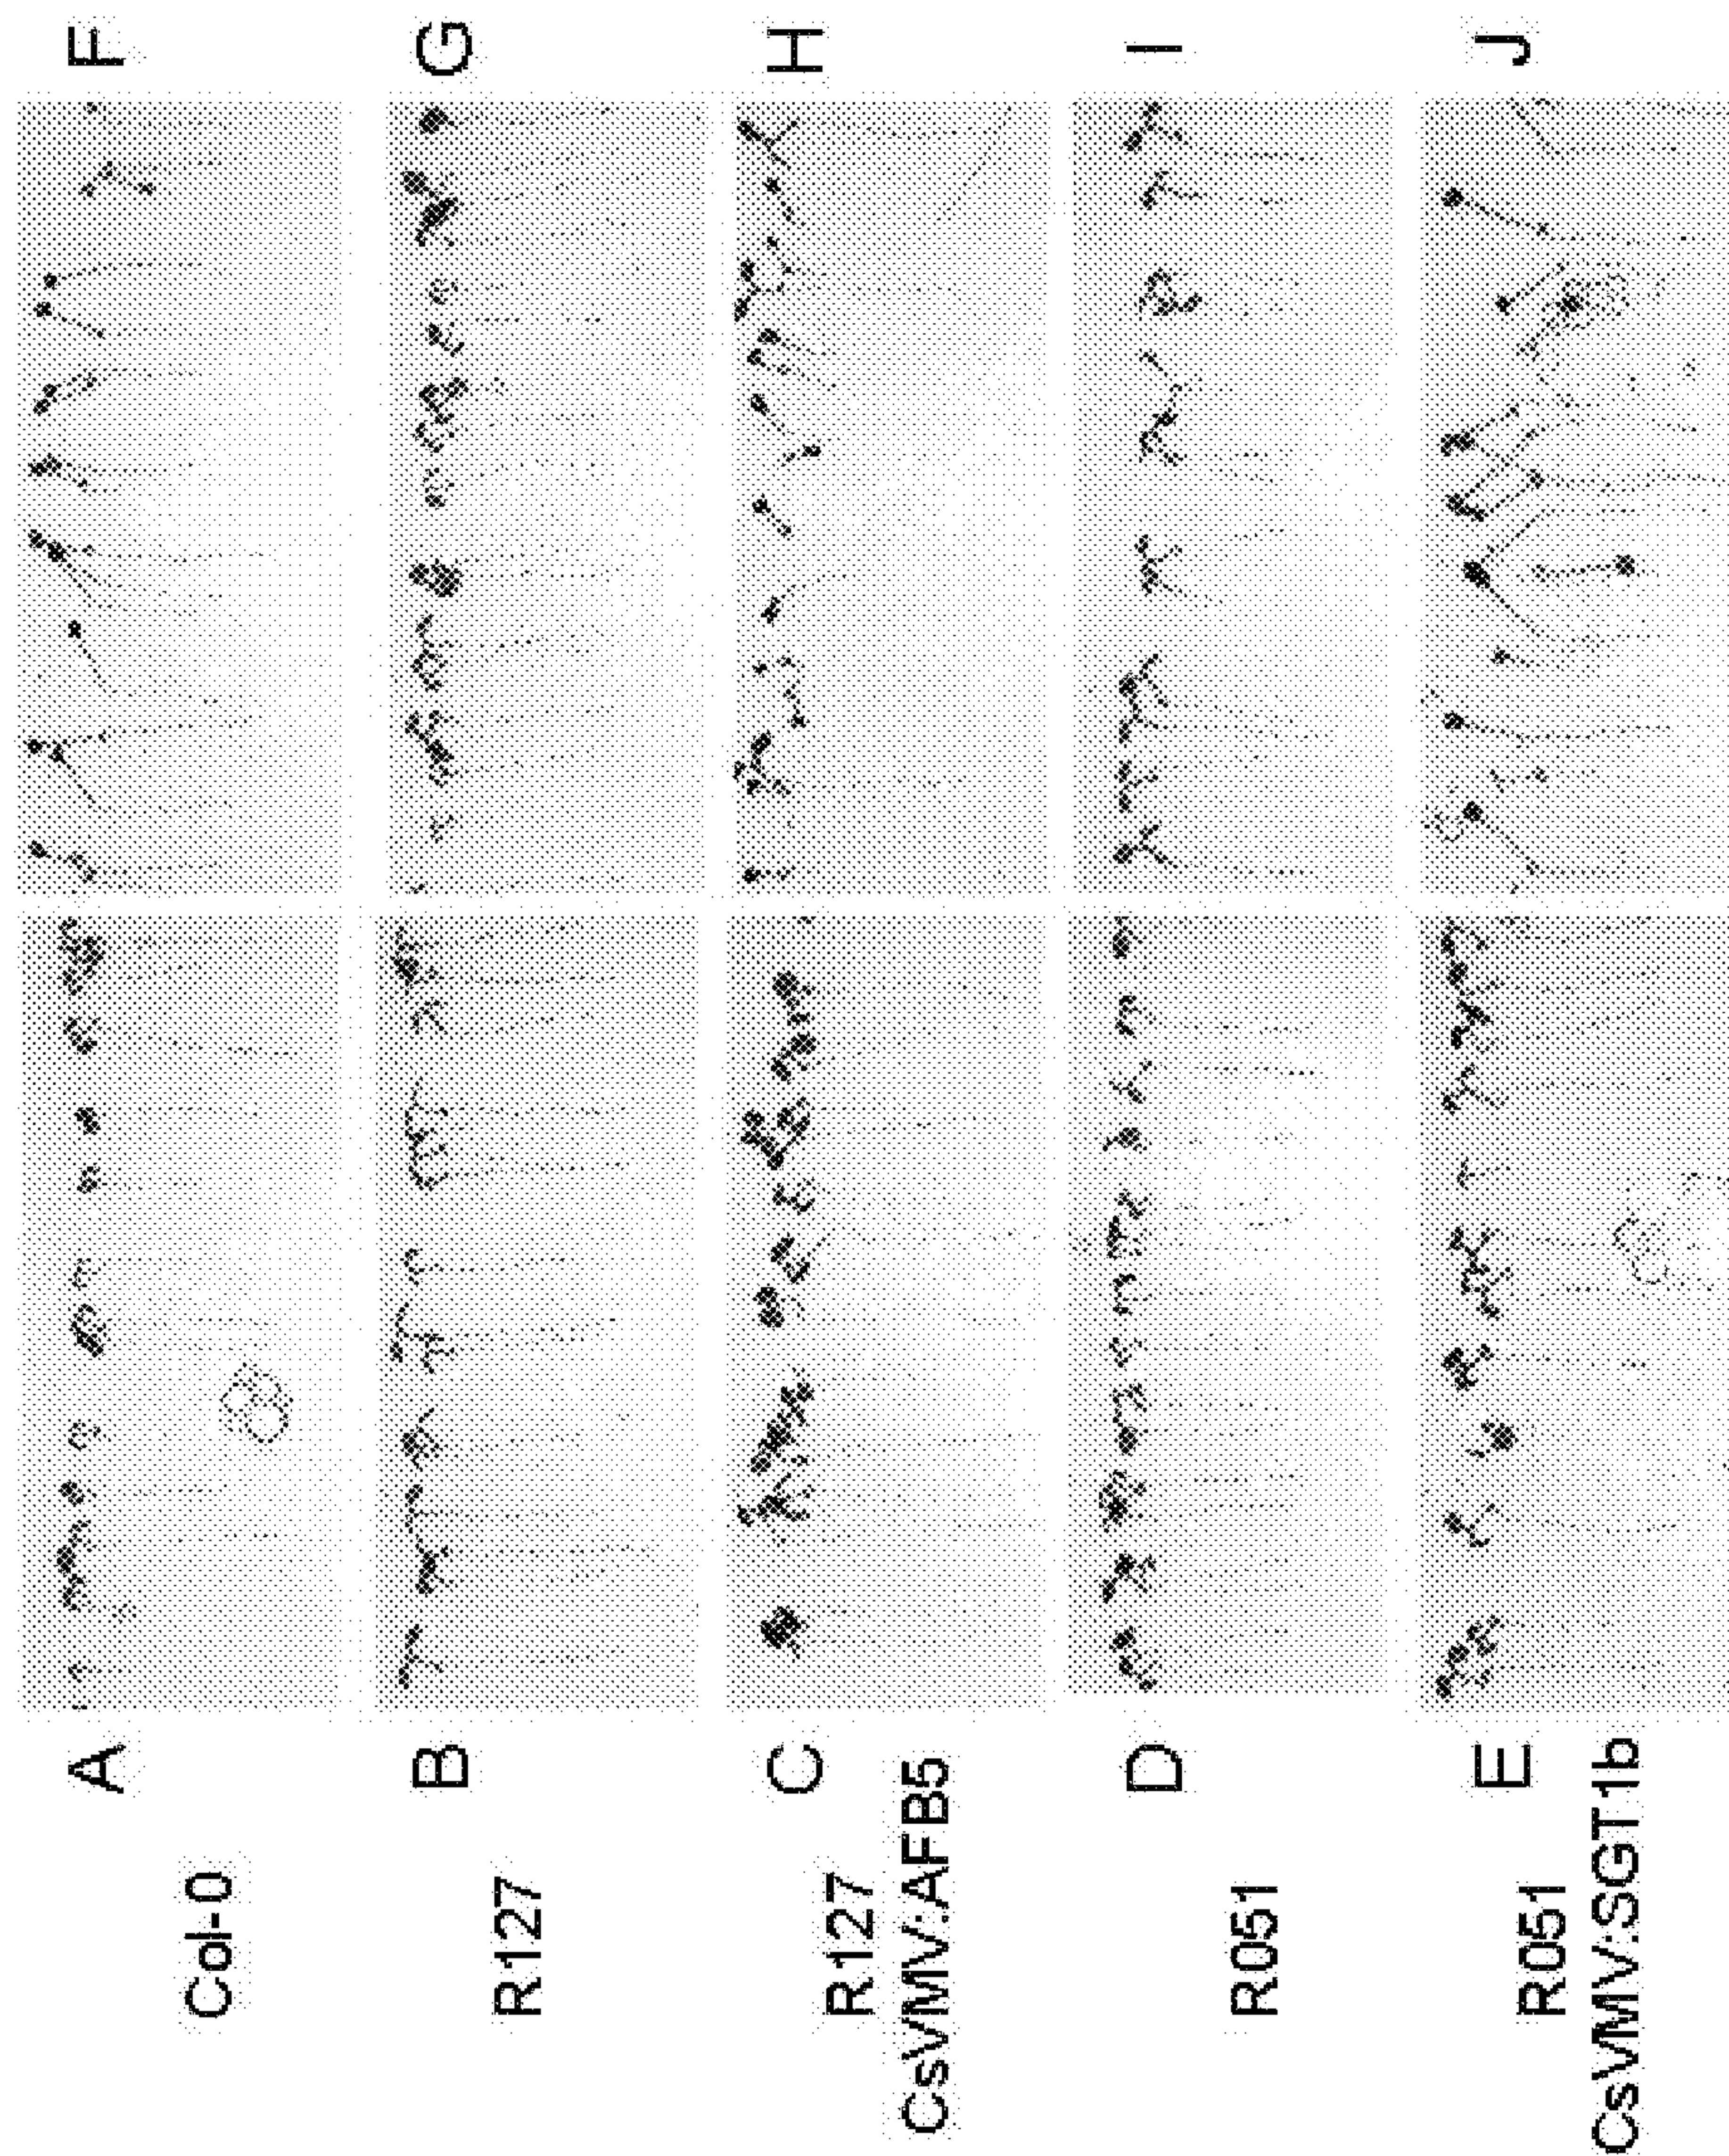 A
F
Col-0
B
G
R127
C
H
R127
CsVMV:AFB5
D
I
R051
E
J
R051
CsVMV:SGT1b